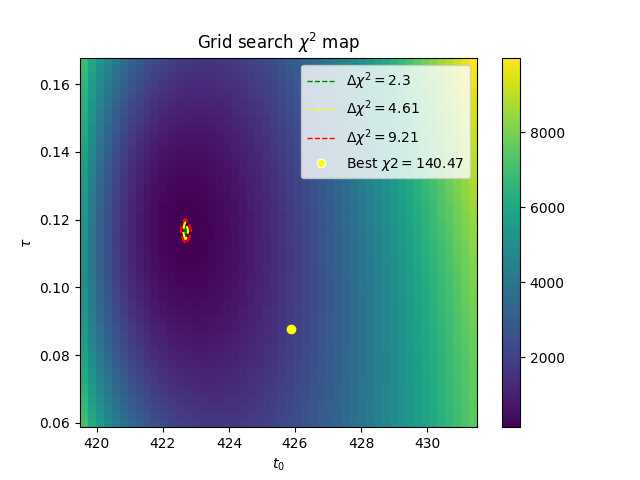 Grid search χ² map
Δχ² = 2.3
Δχ² = 4.61
Δχ² = 9.21
Best χ2 = 140.47
0.16
0.14
0.12
0.10
0.08
0.06
τ
420
422
424
426
428
430
t₀
8000
6000
4000
2000